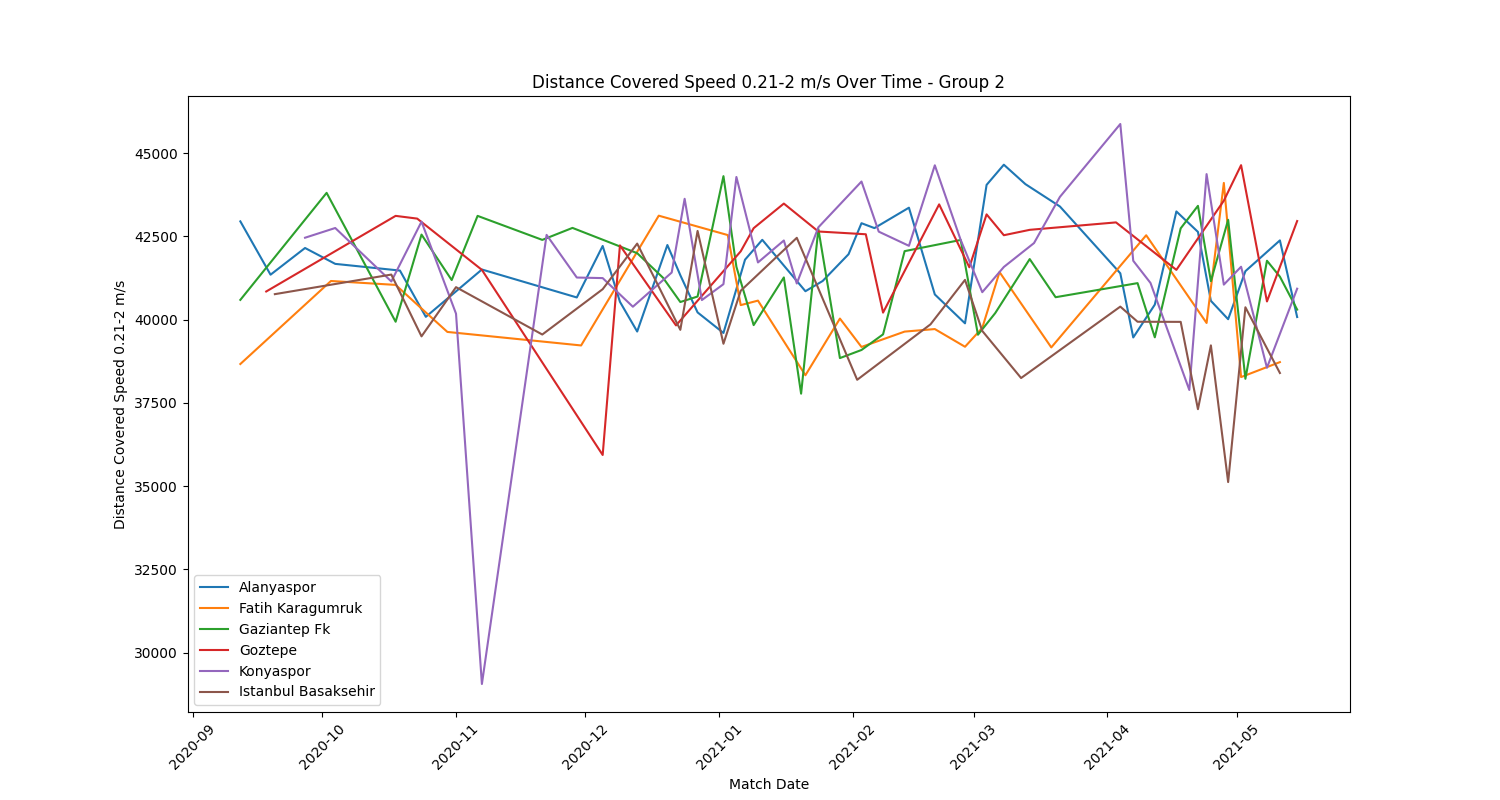 Distance Covered Speed 0.21-2 m/s Over Time - Group 2
Distance Covered Speed 0.21-2 m/s
45000
42500
40000
37500
35000
32500
30000
Alanyaspor
Fatih Karagumruk
Gaziantep Fk
Goztepe
Konyaspor
Istanbul Basaksehir
2020-09
2020-10
2020-11
2020-12
2021-01
2021-02
2021-03
2021-04
2021-05
Match Date